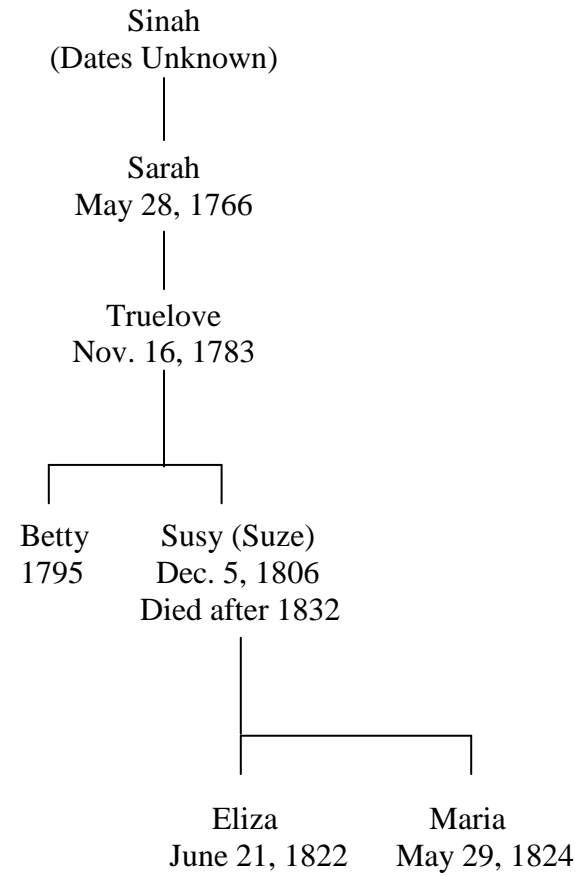 Sinah
(Dates Unknown)
Sarah
May 28, 1766
Truelove
Nov. 16, 1783
Betty
1795
Susy (Suze)
Dec. 5, 1806
Died after 1832
Eliza
June 21, 1822
Maria
May 29, 1824